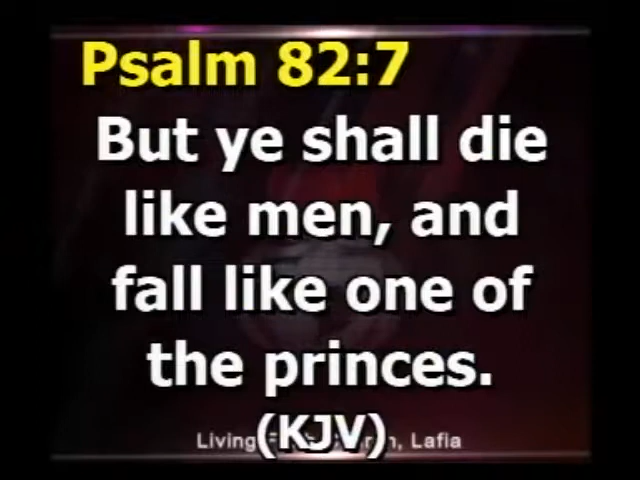 Psalm 82:7
But ye shall die
like men, and
fall like one of
the princes.
(KJV)
Living Lafia